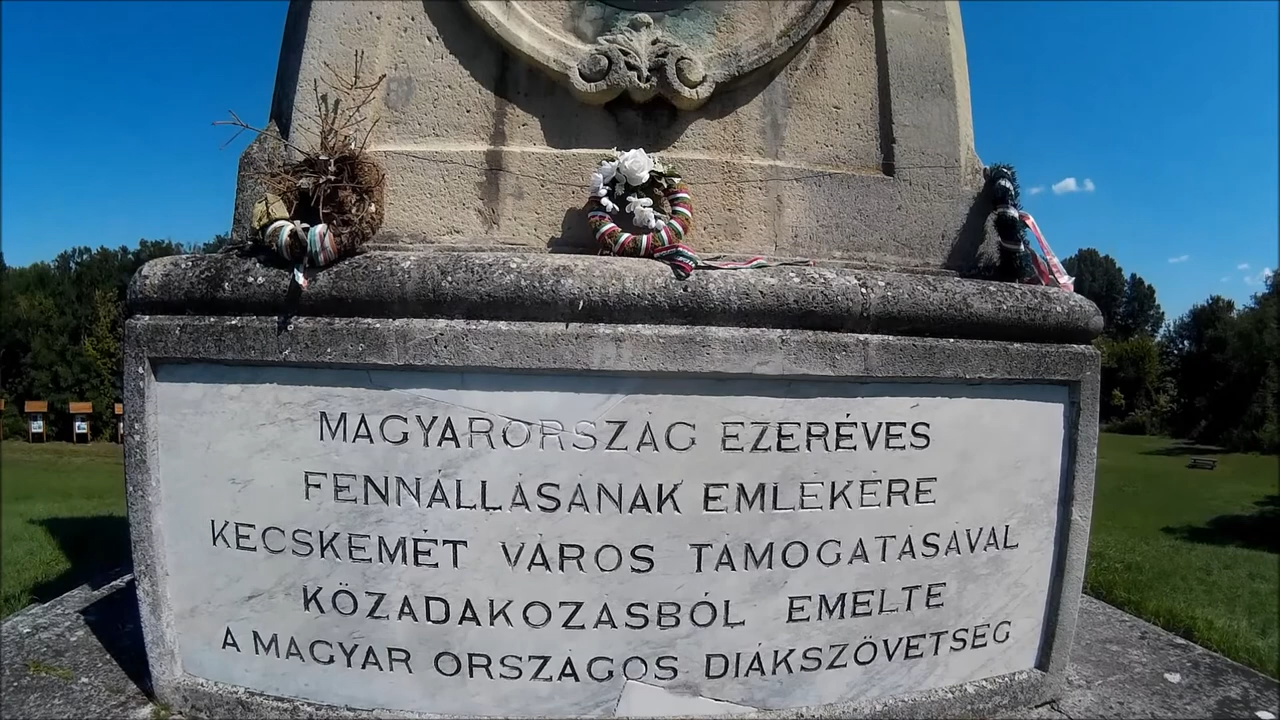 MAGYARORSZÁG EZERÉVES
FENNÁLLÁSÁNAK EMLÉKÉRE
KECSKEMÉT VÁROS TÁMOGATÁSÁVAL
KÖZADAKOZÁSBÓL EMELTE
A MAGYAR ORSZÁGOS DIÁKSZÖVETSÉG